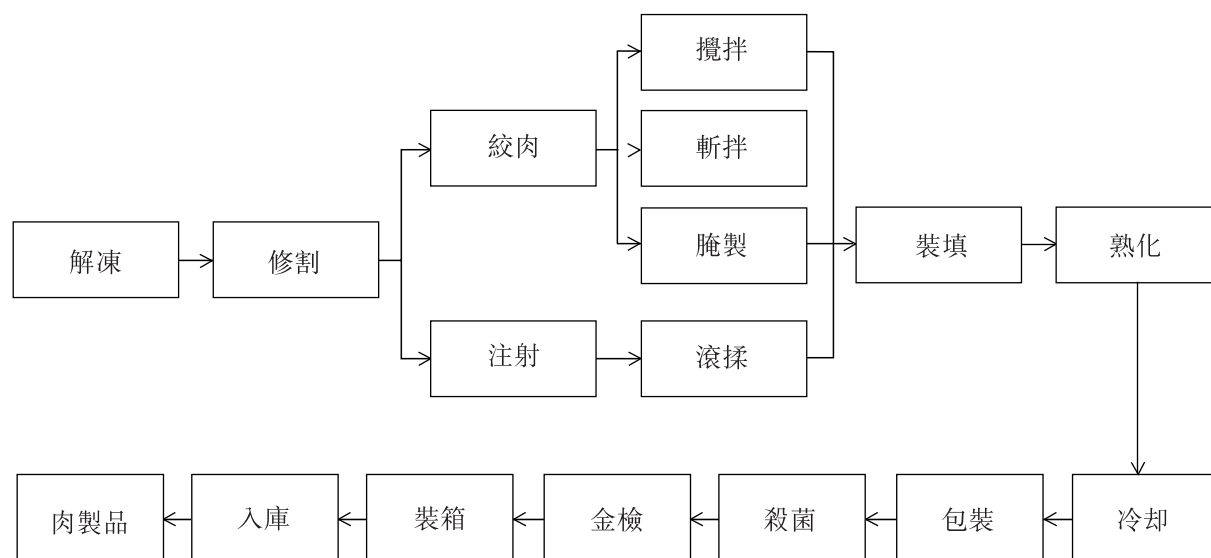 解凍
修割
絞肉
注射
攪拌
斬拌
腌製
滾揉
裝填
熟化
冷却
包裝
殺菌
金檢
裝箱
入庫
肉製品